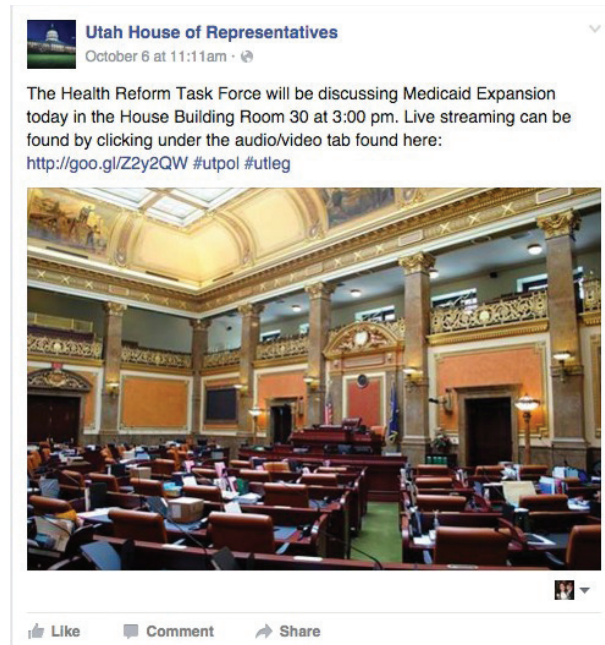 Utah House of Representatives
October 6 at 11:11am ·
The Health Reform Task Force will be discussing Medicaid Expansion
today in the House Building Room 30 at 3:00 pm. Live streaming can be
found by clicking under the audio/video tab found here:
http://goo.gl/Z2y2QW #utpol #utleg
Like Comment Share